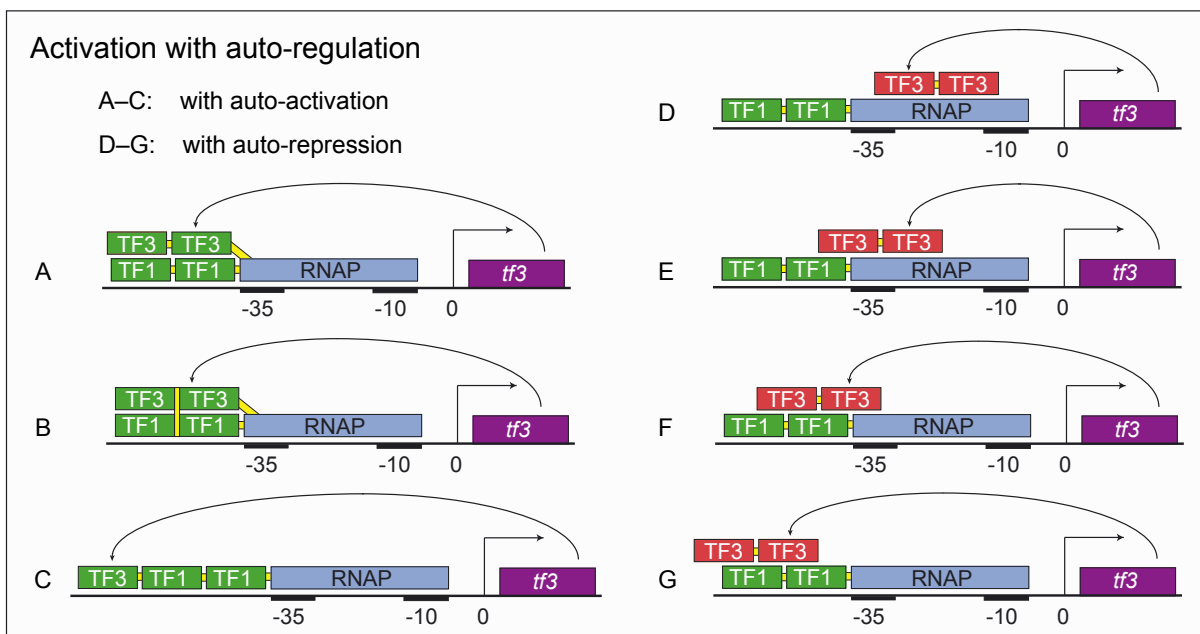 Activation with auto-regulation
A–C: with auto-activation
D–G: with auto-repression
A
TF3 TF3
TF1 TF1 RNAP tf3
-35 -10 0
B
TF3 TF3
TF1 TF1 RNAP tf3
-35 -10 0
C
TF3 TF1 TF1 RNAP tf3
-35 -10 0
D
TF3 TF3
TF1 TF1 RNAP tf3
-35 -10 0
E
TF3 TF3
TF1 TF1 RNAP tf3
-35 -10 0
F
TF3 TF3
TF1 TF1 RNAP tf3
-35 -10 0
G
TF3 TF3
TF1 TF1 RNAP tf3
-35 -10 0